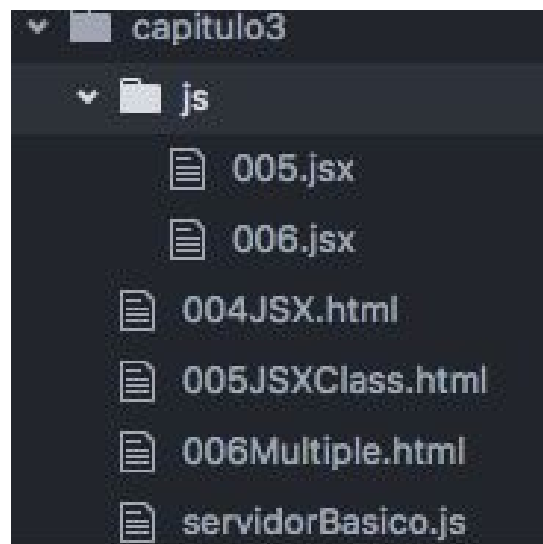 capitulo3
js
005.jsx
006.jsx
004JSX.html
005JSXClass.html
006Multiple.html
servidorBasico.js